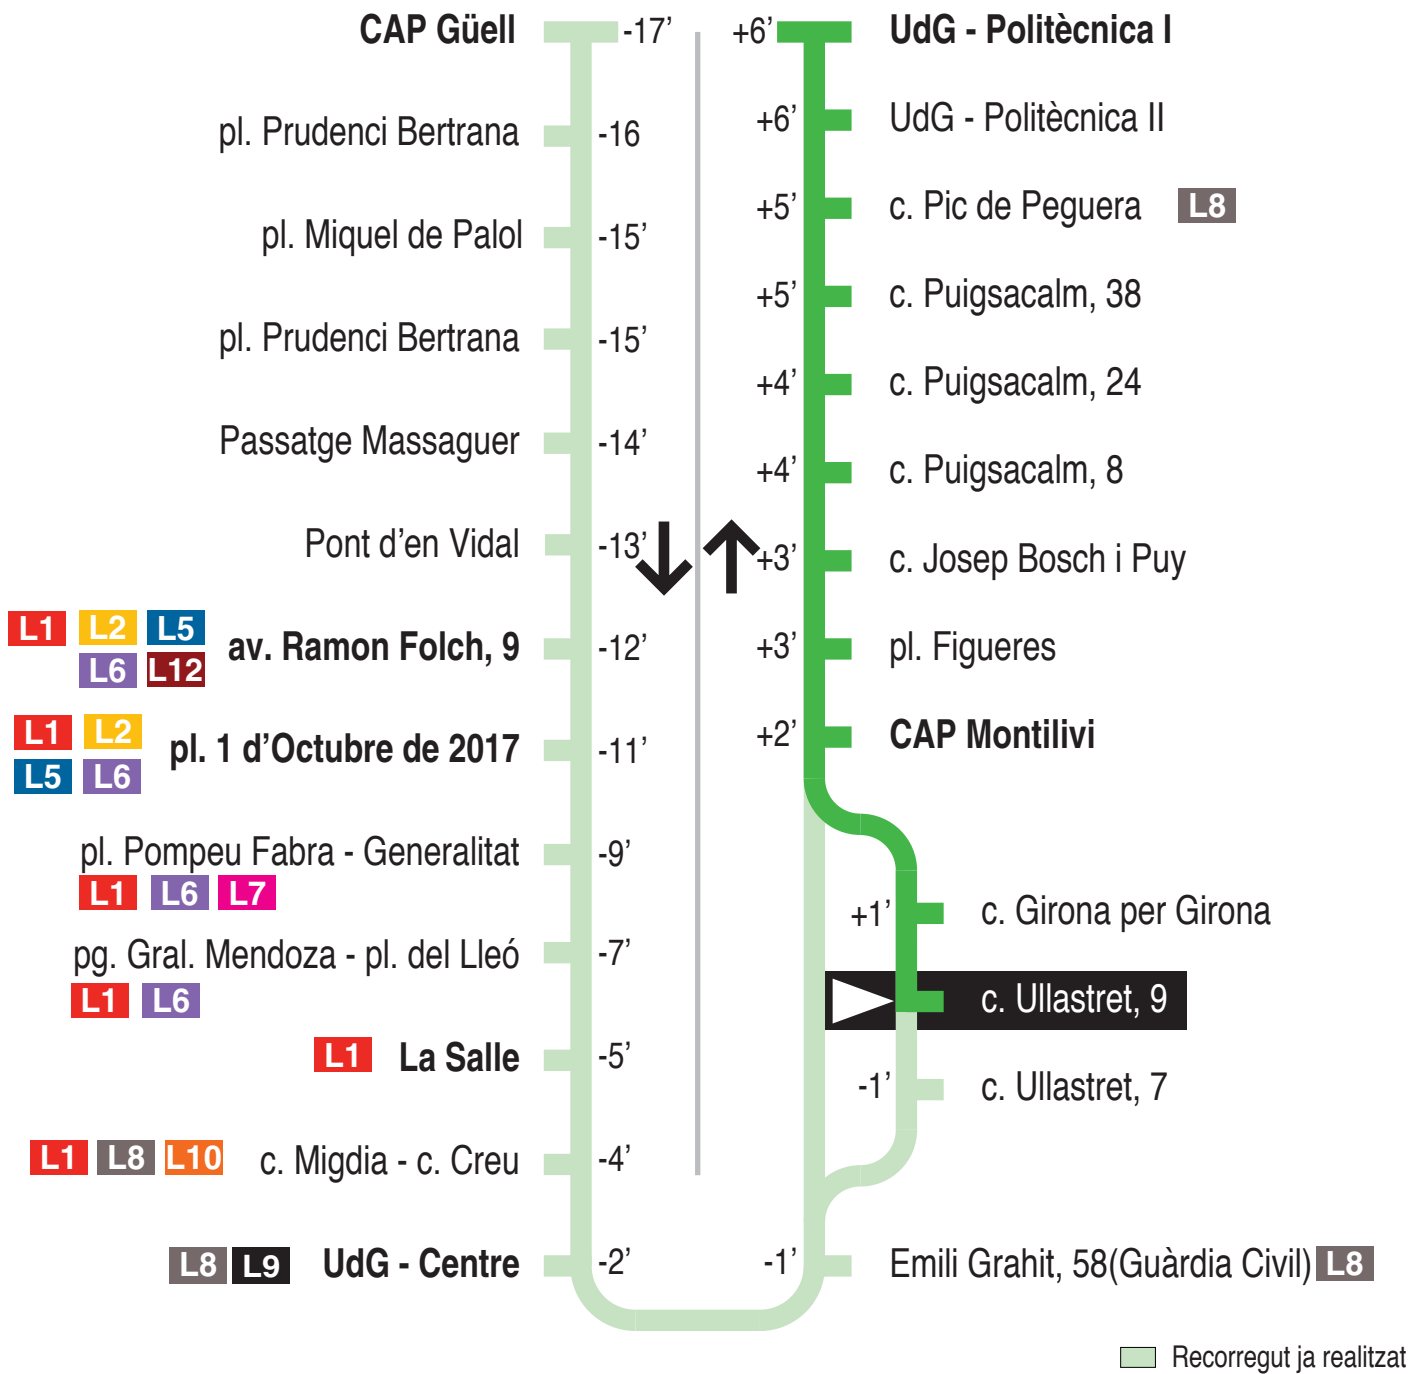 CAP Güell
-17’
pl. Prudenci Bertrana
-16
pl. Miquel de Palol
-15’
pl. Prudenci Bertrana
-15’
Passatge Massaguer
-14’
Pont d’en Vidal
-13’
L1 L2 L5
L6 L12
av. Ramon Folch, 9
-12’
L1 L2
L5 L6
pl. 1 d’Octubre de 2017
-11’
pl. Pompeu Fabra - Generalitat
-9’
L1 L6 L7
pg. Gral. Mendoza - pl. del Lleó
-7’
L1 L6
L1 La Salle
-5’
L1 L8 L10 c. Migdia - c. Creu
-4’
L8 L9 UdG - Centre
-2’
+6’
UdG - Politècnica I
+6’
UdG - Politècnica II
+5’
c. Pic de Peguera L8
+5’
c. Puigsacalm, 38
+4’
c. Puigsacalm, 24
+4’
c. Puigsacalm, 8
+3’
c. Josep Bosch i Puy
+3’
pl. Figueres
+2’
CAP Montilivi
+1’
c. Girona per Girona
c. Ullastret, 9
-1’
c. Ullastret, 7
-1’
Emili Grahit, 58(Guàrdia Civil) L8
Recorregut ja realitzat